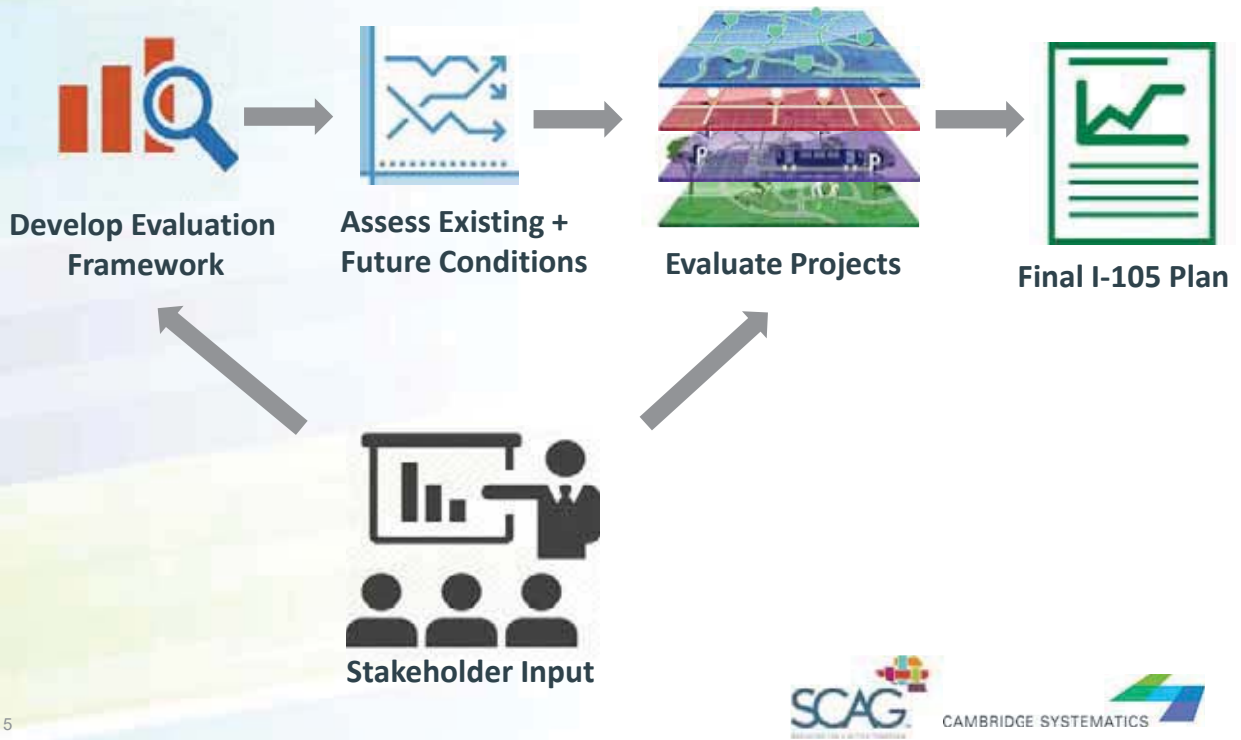 P
P
Develop Evaluation
Framework
Assess Existing +
Future Conditions
Evaluate Projects
Final I-105 Plan
Stakeholder Input
5
SCAG
CAMBRIDGE SYSTEMATICS